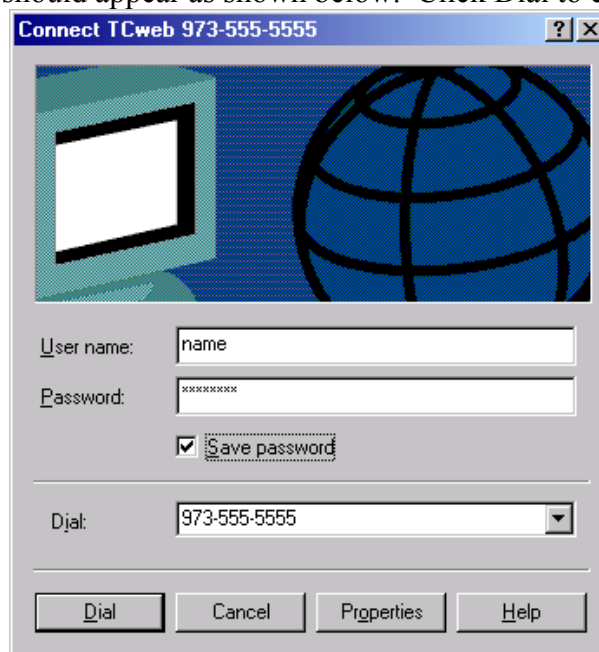 should appear as shown below. Click Dial to
Connect TCweb 973-555-5555
User name: name
Password: ********
Save password
Dial: 973-555-5555
Dial Cancel Properties Help